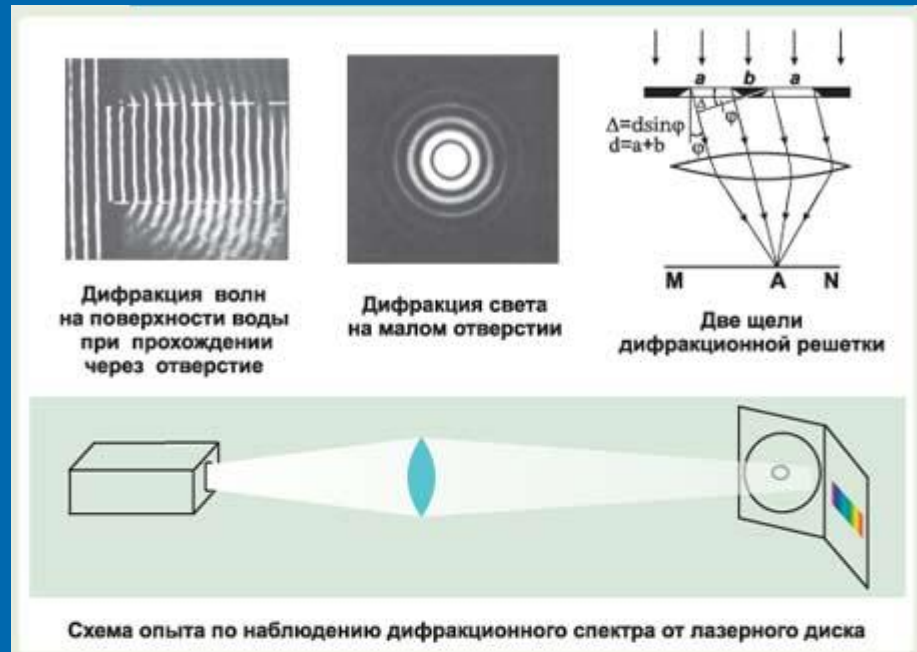 a b a
Δ
φ
Δ=dsinφ
d=a+b
φ
M A N
Дифракция волн
на поверхности воды
при прохождении
через отверстие
Дифракция света
на малом отверстии
Две щели
дифракционной решетки
Схема опыта по наблюдению дифракционного спектра от лазерного диска